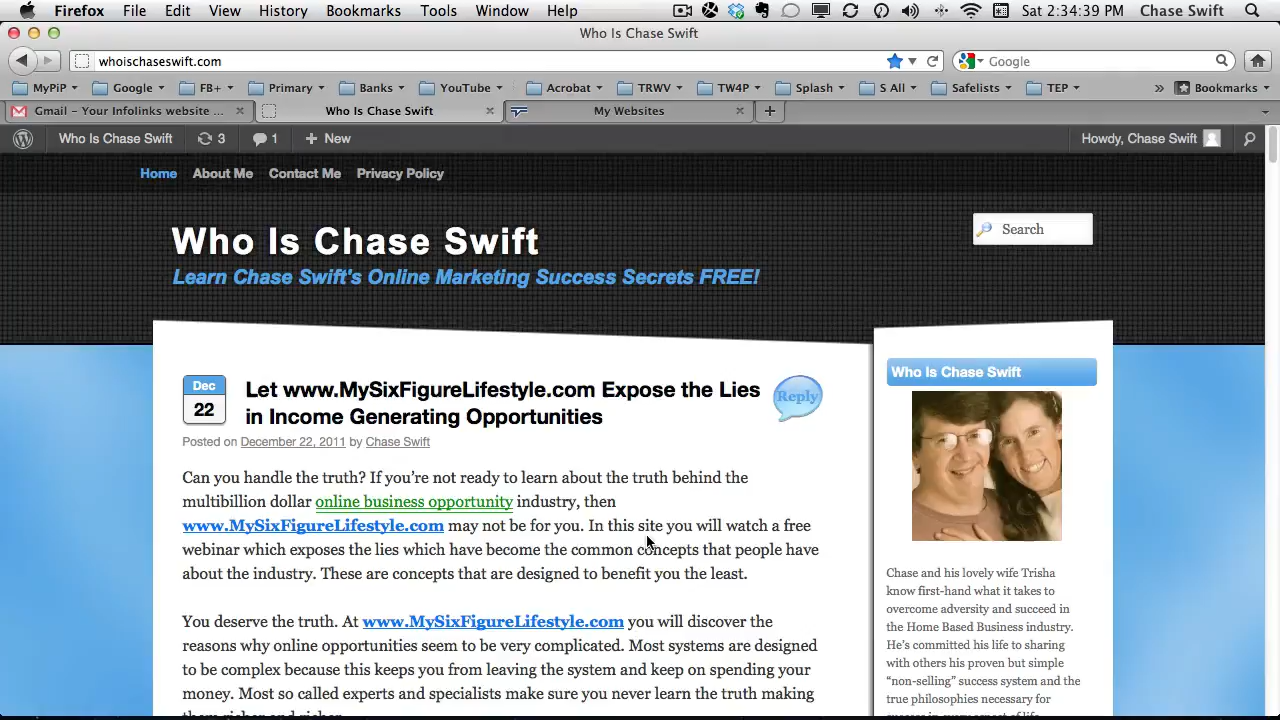 Firefox File Edit View History Bookmarks Tools Window Help Sat 2:34:39 PM Chase Swift
Who Is Chase Swift
whoischaseswift.com Google
MyPiP Google FB+ Primary Banks YouTube Acrobat TRWV TW4P Splash S All Safelists TEP » Bookmarks
Gmail – Your Infolinks website ... Who Is Chase Swift My Websites
Who Is Chase Swift 3 1 + New Howdy, Chase Swift
Home About Me Contact Me Privacy Policy
Who Is Chase Swift
Search
Learn Chase Swift's Online Marketing Success Secrets FREE!
Dec
22
Let www.MySixFigureLifestyle.com Expose the Lies
in Income Generating Opportunities
Reply
Posted on December 22, 2011 by Chase Swift
Can you handle the truth? If you're not ready to learn about the truth behind the
multibillion dollar online business opportunity industry, then
www.MySixFigureLifestyle.com may not be for you. In this site you will watch a free
webinar which exposes the lies which have become the common concepts that people have
about the industry. These are concepts that are designed to benefit you the least.
You deserve the truth. At www.MySixFigureLifestyle.com you will discover the
reasons why online opportunities seem to be very complicated. Most systems are designed
to be complex because this keeps you from leaving the system and keep on spending your
money. Most so called experts and specialists make sure you never learn the truth making
them richer and richer.
Who Is Chase Swift
Chase and his lovely wife Trisha
know first-hand what it takes to
overcome adversity and succeed in
the Home Based Business industry.
He's committed his life to sharing
with others his proven but simple
"non-selling" success system and the
true philosophies necessary for
success in every aspect of life.